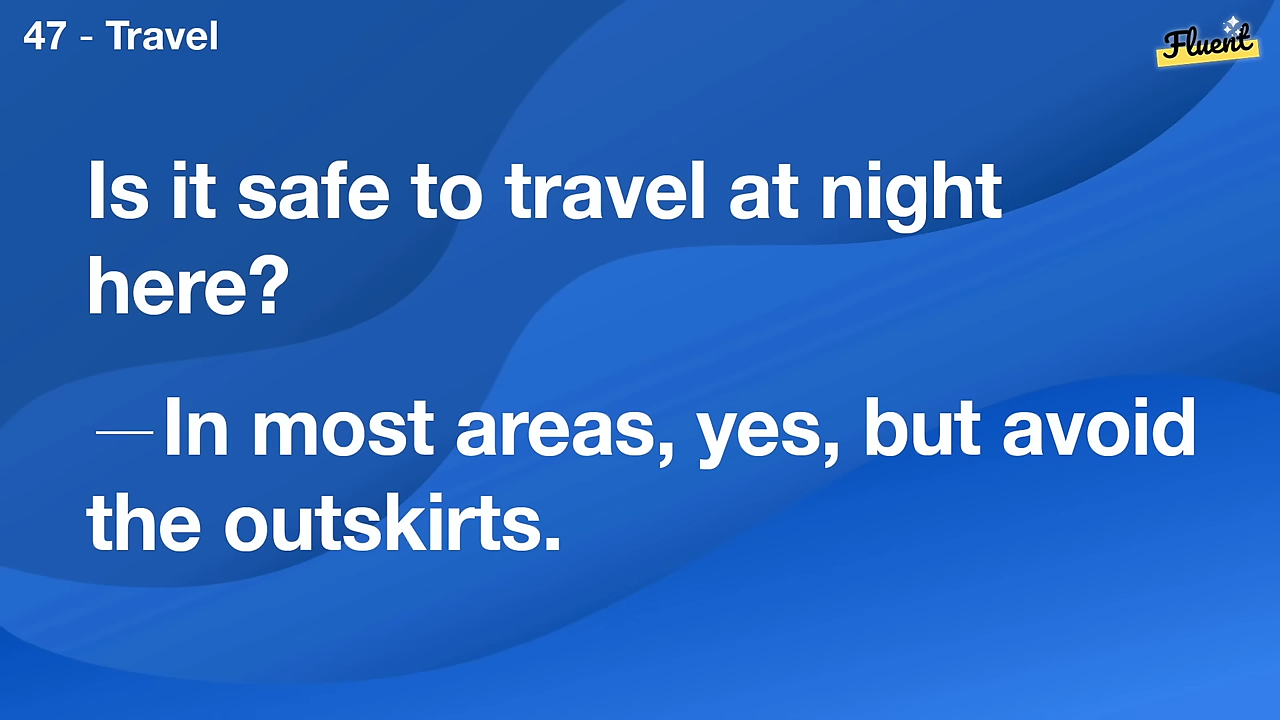 47 - Travel
Fluent
Is it safe to travel at night
here?
—In most areas, yes, but avoid
the outskirts.